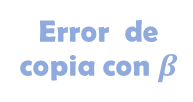 Error de
copia con β